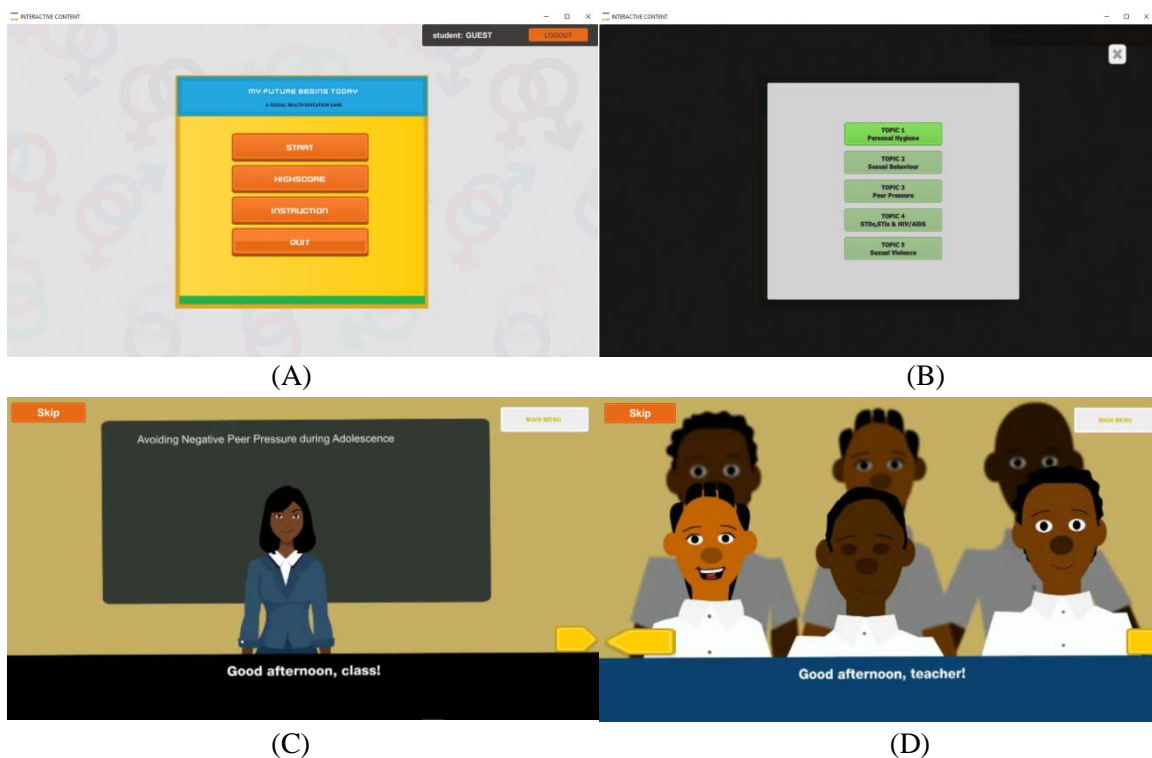 INTERACTIVE CONTENT
student: GUEST
LOGOUT
MY FUTURE BEGINS TODAY
A SEXUAL HEALTH EDUCATION GAME
START
HIGHSCORE
INSTRUCTION
QUIT
(A)
INTERACTIVE CONTENT
TOPIC 1
Personal Hygiene
TOPIC 2
Sexual Behaviour
TOPIC 3
Peer Pressure
TOPIC 4
STDs,STIs & HIV/AIDS
TOPIC 5
Sexual Violence
(B)
Skip
MAIN MENU
Avoiding Negative Peer Pressure during Adolescence
Good afternoon, class!
(C)
Skip
MAIN MENU
Good afternoon, teacher!
(D)